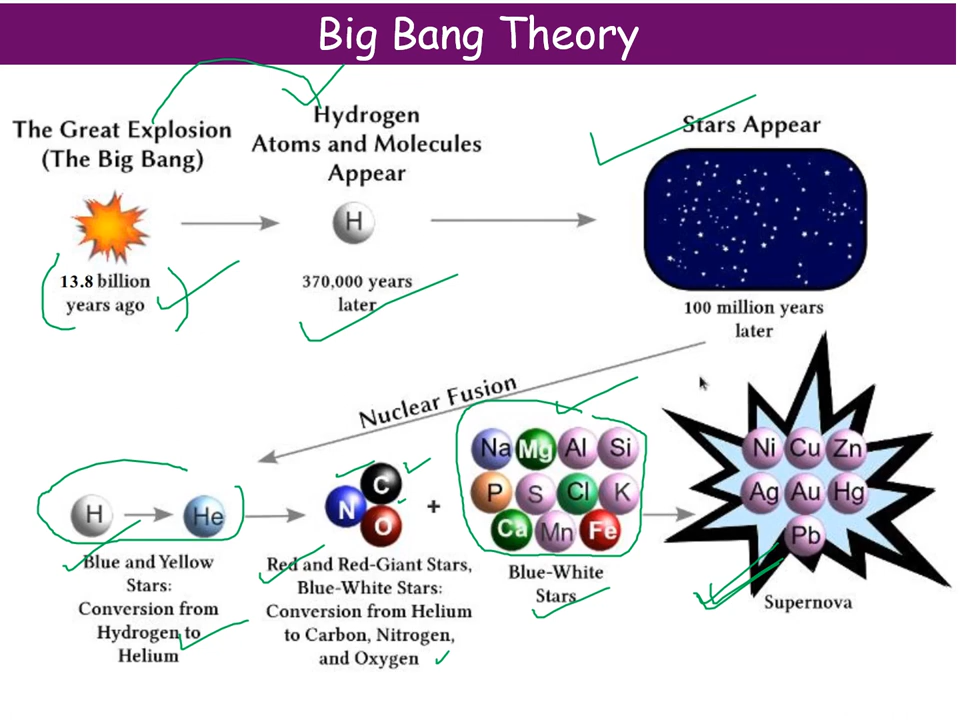 Big Bang Theory
The Great Explosion
(The Big Bang)
13.8 billion
years ago
Hydrogen
Atoms and Molecules
Appear
H
370,000 years
later
Stars Appear
100 million years
later
Nuclear Fusion
H
He
Blue and Yellow
Stars:
Conversion from
Hydrogen to
Helium
C
N
O
Red and Red-Giant Stars,
Blue-White Stars:
Conversion from Helium
to Carbon, Nitrogen,
and Oxygen
+
Na Mg Al Si
P S Cl K
Ca Mn Fe
Blue-White
Stars
Ni Cu Zn
Ag Au Hg
Pb
Supernova